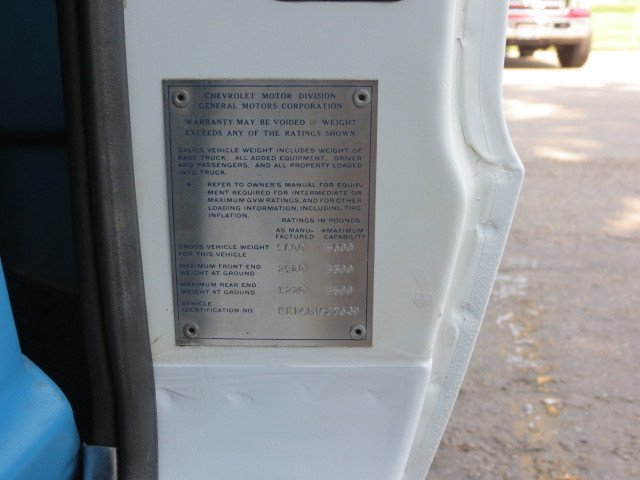 CHEVROLET MOTOR DIVISION
GENERAL MOTORS CORPORATION
WARRANTY MAY BE VOIDED IF WEIGHT
EXCEEDS ANY OF THE RATINGS SHOWN.
GROSS VEHICLE WEIGHT INCLUDES WEIGHT OF
BASE TRUCK, ALL ADDED EQUIPMENT, DRIVER
AND PASSENGERS, AND ALL PROPERTY LOADED
INTO TRUCK.
* REFER TO OWNER'S MANUAL FOR EQUIP-
MENT REQUIRED FOR INTERMEDIATE OR
MAXIMUM GVW RATINGS, AND FOR OTHER
LOADING INFORMATION, INCLUDING TIRE
INFLATION.
RATINGS IN POUNDS
AS MANU- *MAXIMUM
FACTURED CAPABILITY
GROSS VEHICLE WEIGHT
FOR THIS VEHICLE
MAXIMUM FRONT END
WEIGHT AT GROUND
MAXIMUM REAR END
WEIGHT AT GROUND
VEHICLE
IDENTIFICATION NO.